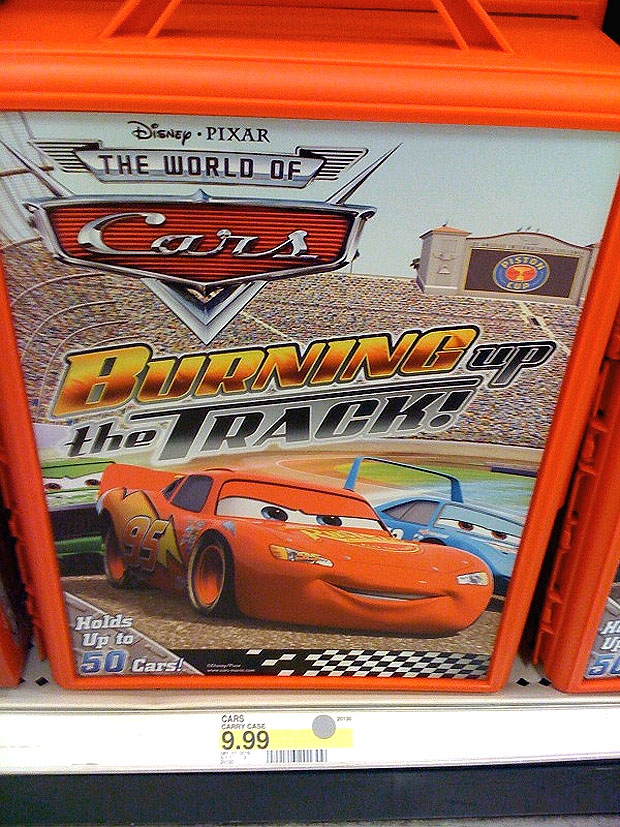 Disney · PIXAR
THE WORLD OF
Cars
PISTON
CUP
BURNING up
the TRACK!
95
Holds
Up to
50 Cars!
CARS
CARRY CASE
9.99